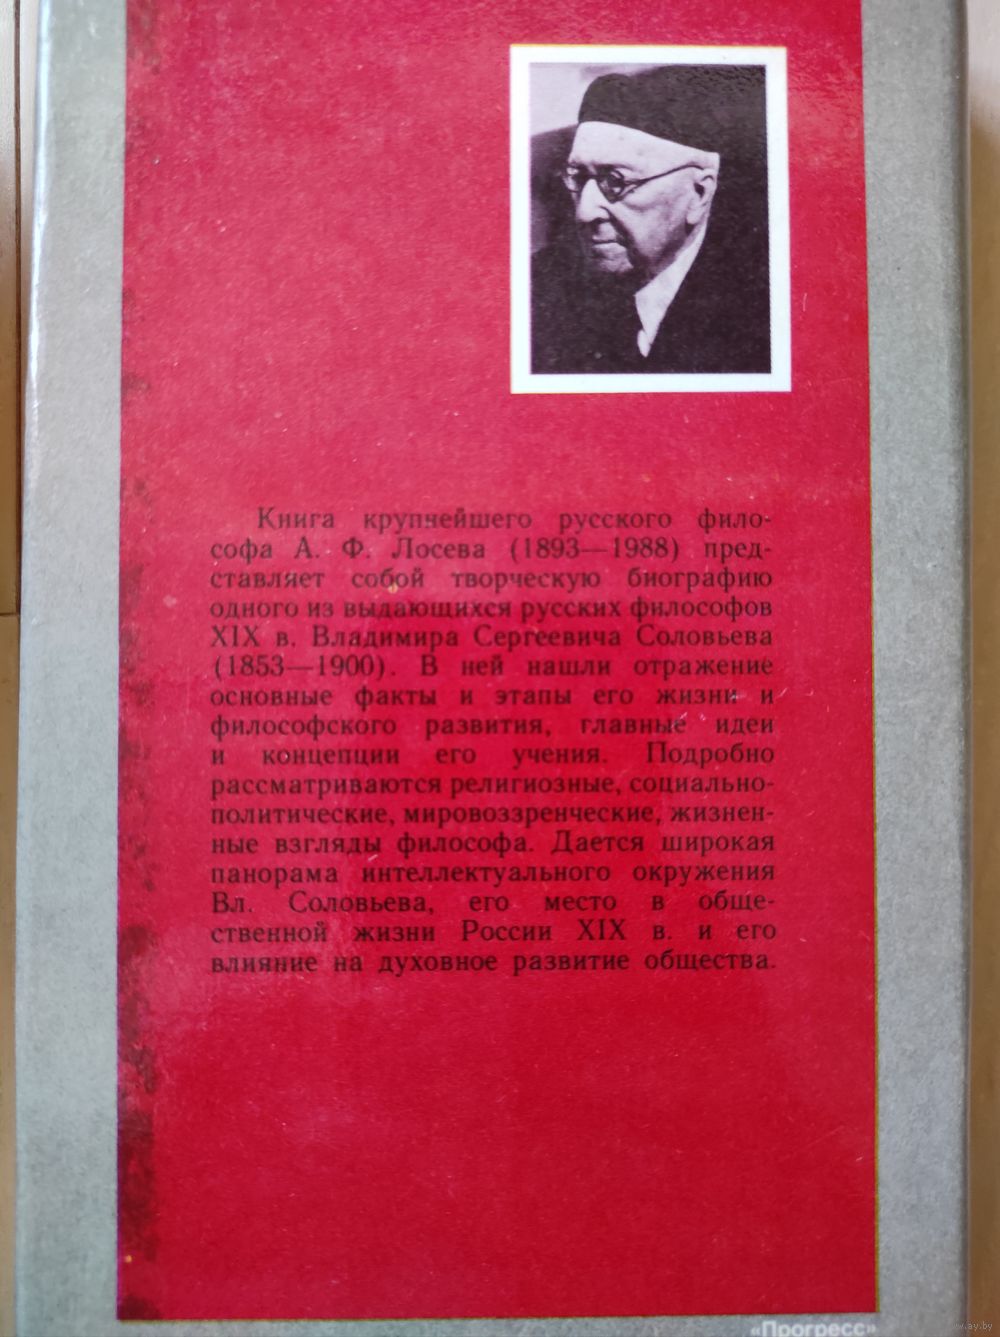 Книга крупнейшего русского фило-
софа А. Ф. Лосева (1893—1988) пред-
ставляет собой творческую биографию
одного из выдающихся русских философов
XIX в. Владимира Сергеевича Соловьева
(1853—1900). В ней нашли отражение
основные факты и этапы его жизни и
философского развития, главные идеи
и концепции его учения. Подробно
рассматриваются религиозные, социально-
политические, мировоззренческие, жизнен-
ные взгляды философа. Дается широкая
панорама интеллектуального окружения
Вл. Соловьева, его место в обще-
ственной жизни России XIX в. и его
влияние на духовное развитие общества.
«Прогресс»